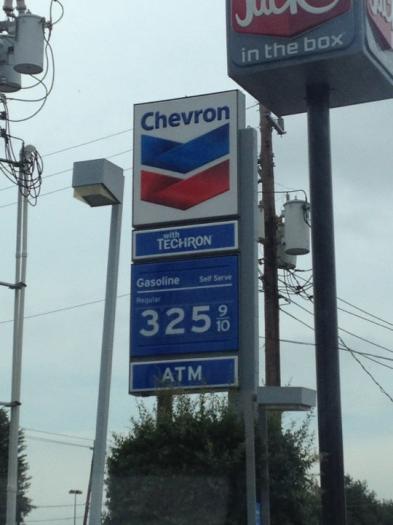 Jack
in the box
Chevron
with
TECHRON
Gasoline Self Serve
Regular
325 9/10
ATM